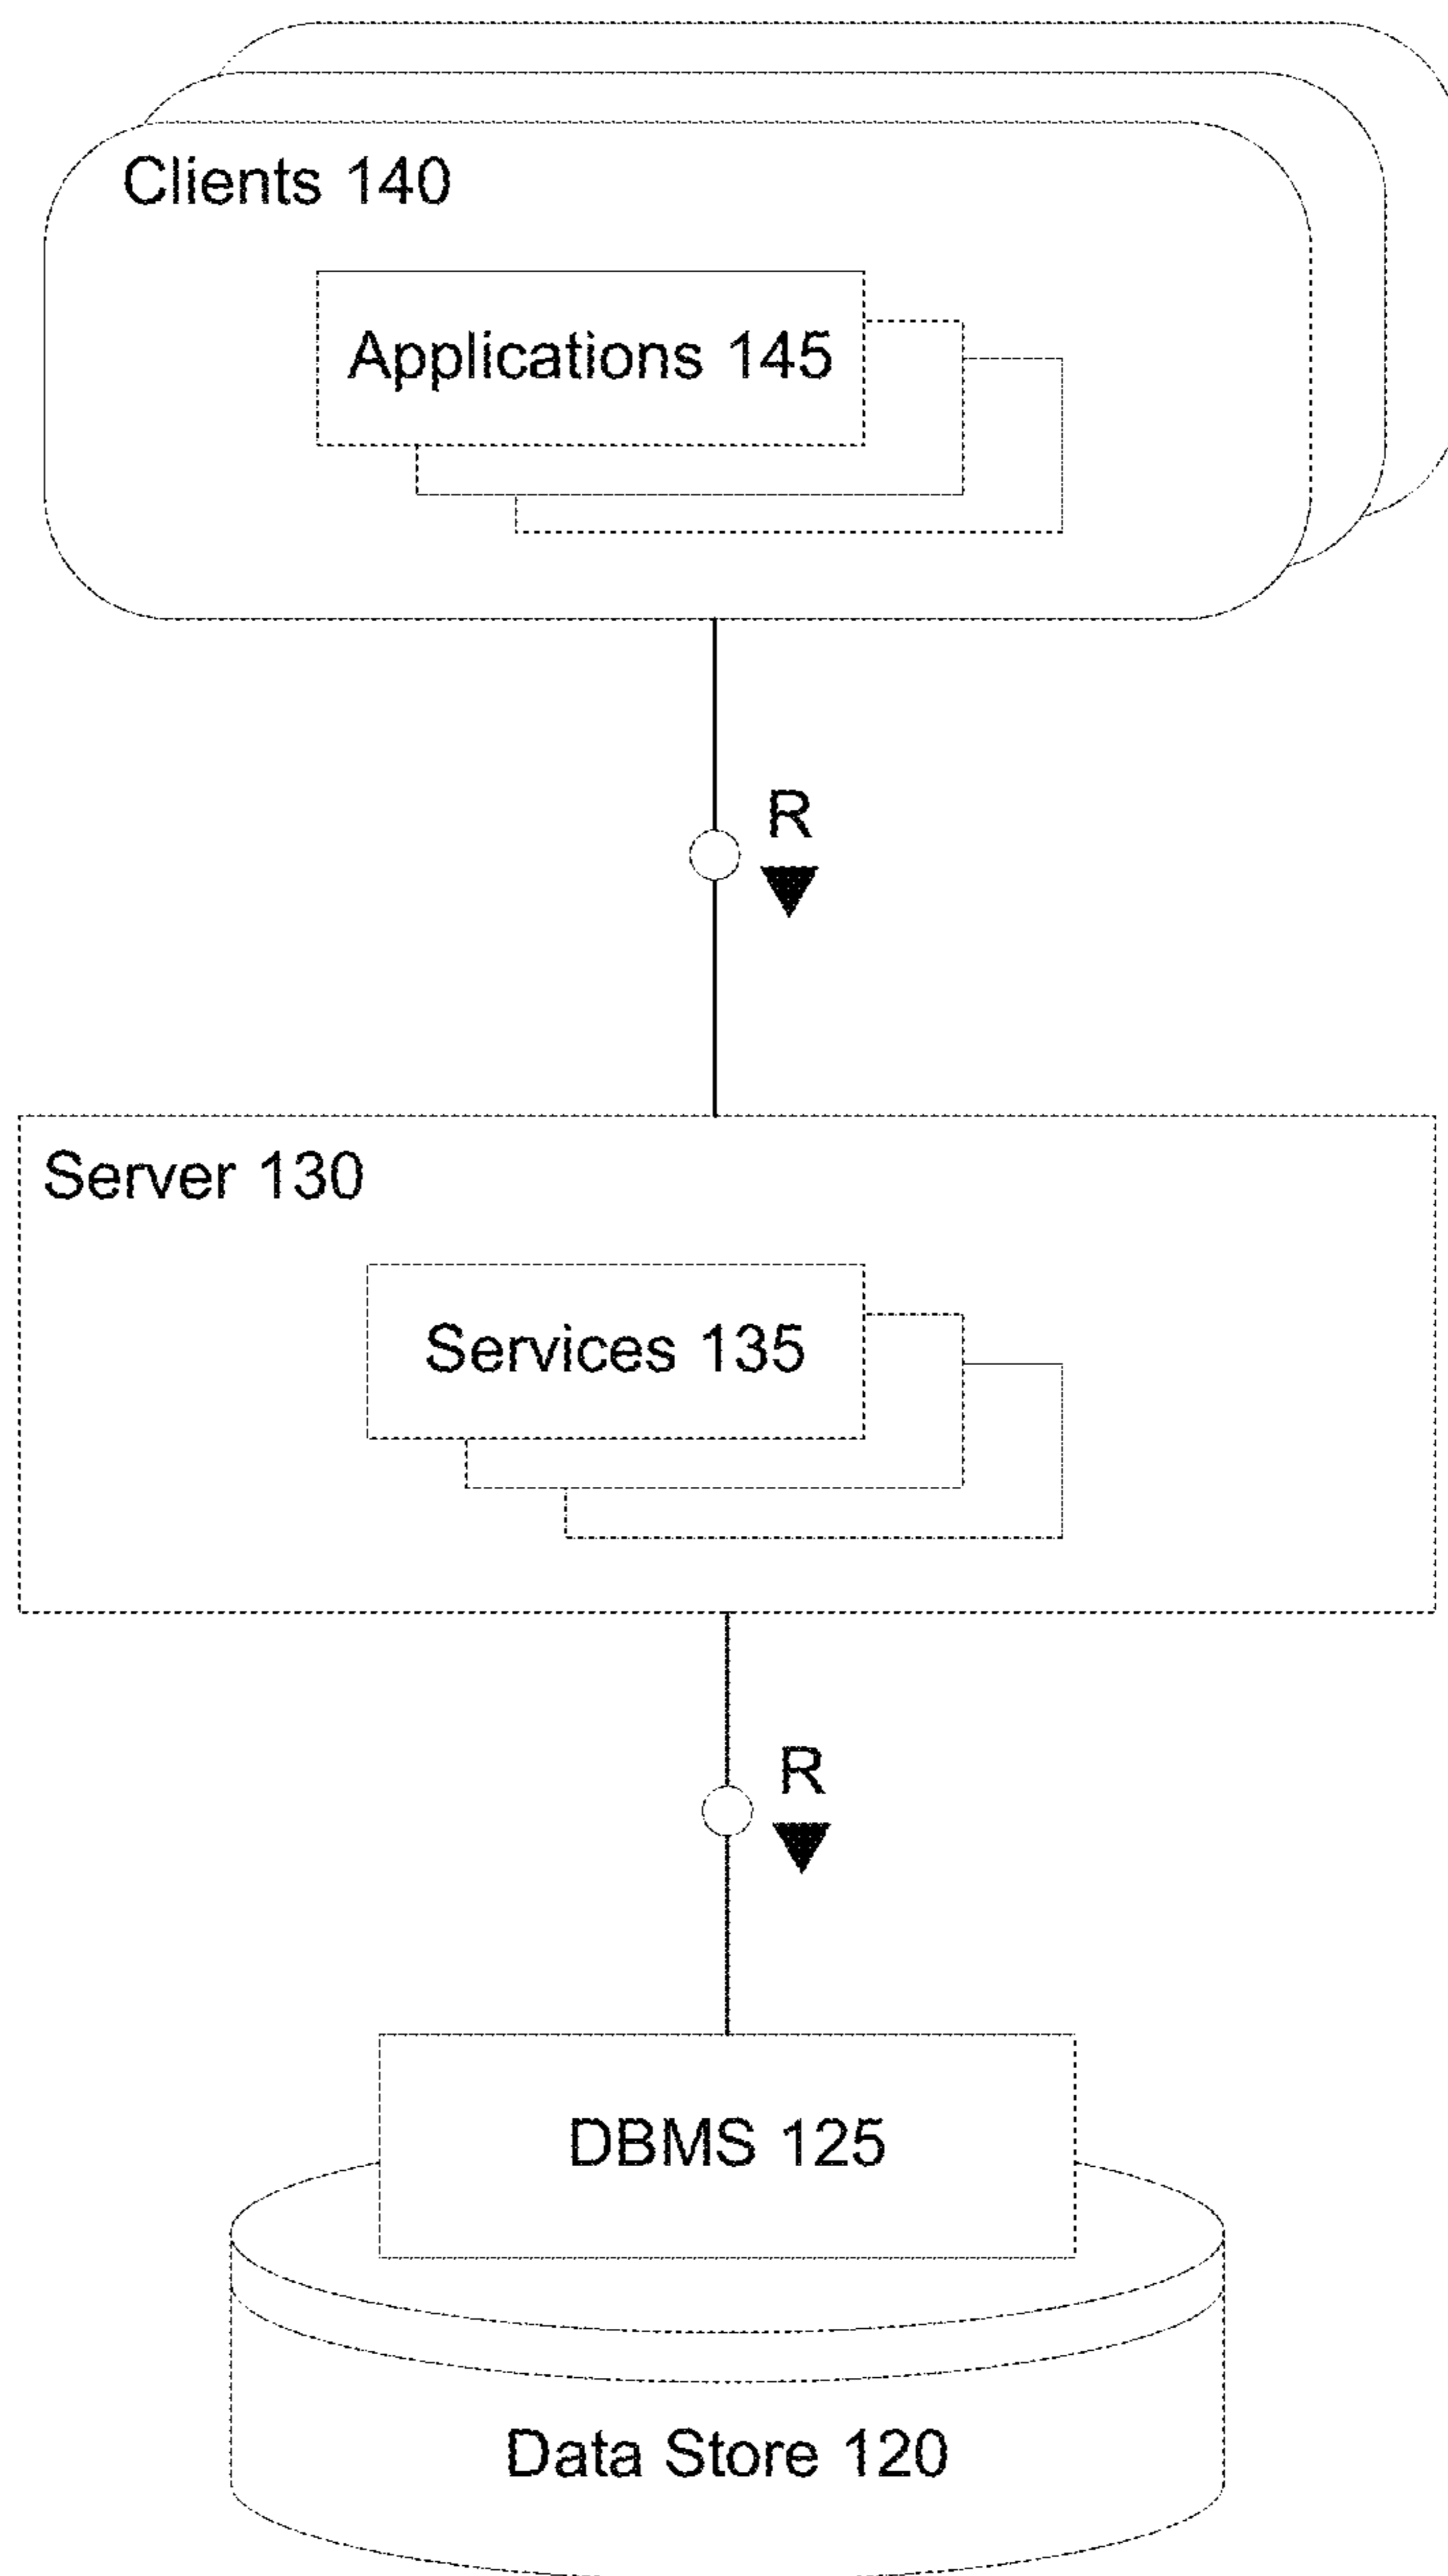 Clients 140
Applications 145
R
Server 130
Services 135
R
DBMS 125
Data Store 120